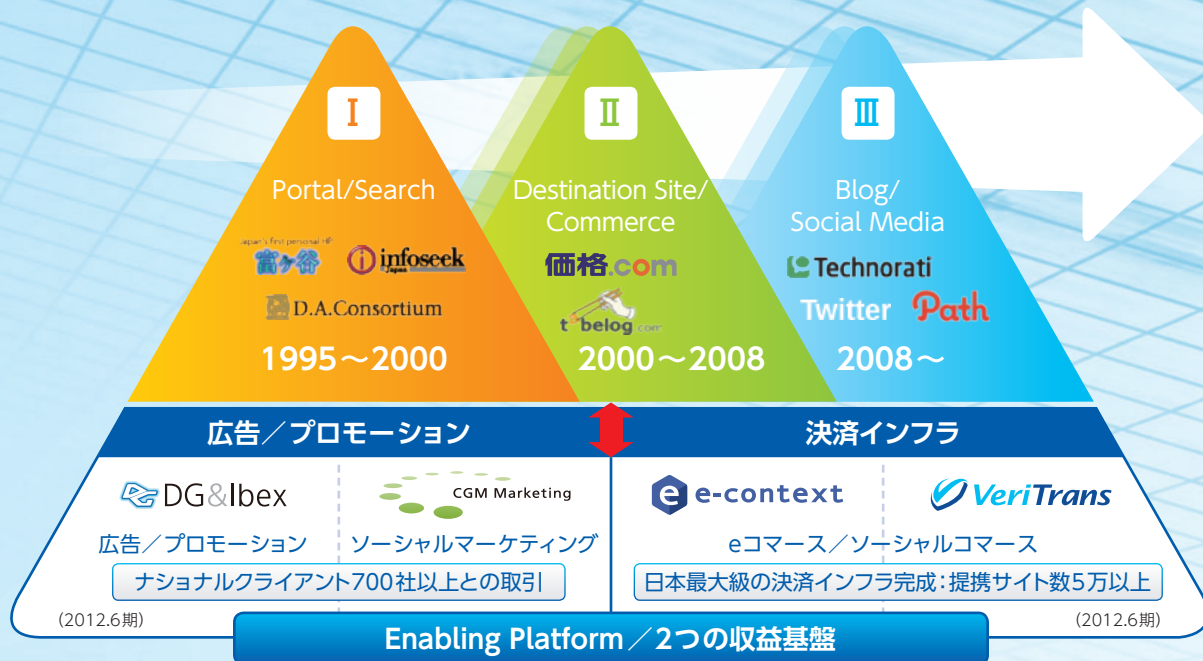 I
Portal/Search
Japan's first personal HP
富ヶ谷
infoseek
Japan
D.A.Consortium
1995～2000
II
Destination Site/
Commerce
価格.com
tabelog.com
2000～2008
III
Blog/
Social Media
Technorati
Twitter Path
2008～
広告／プロモーション
決済インフラ
DG&Ibex
CGM Marketing
e e-context
VeriTrans
広告／プロモーション
ソーシャルマーケティング
eコマース／ソーシャルコマース
ナショナルクライアント700社以上との取引
日本最大級の決済インフラ完成：提携サイト数5万以上
(2012.6期)
(2012.6期)
Enabling Platform／2つの収益基盤